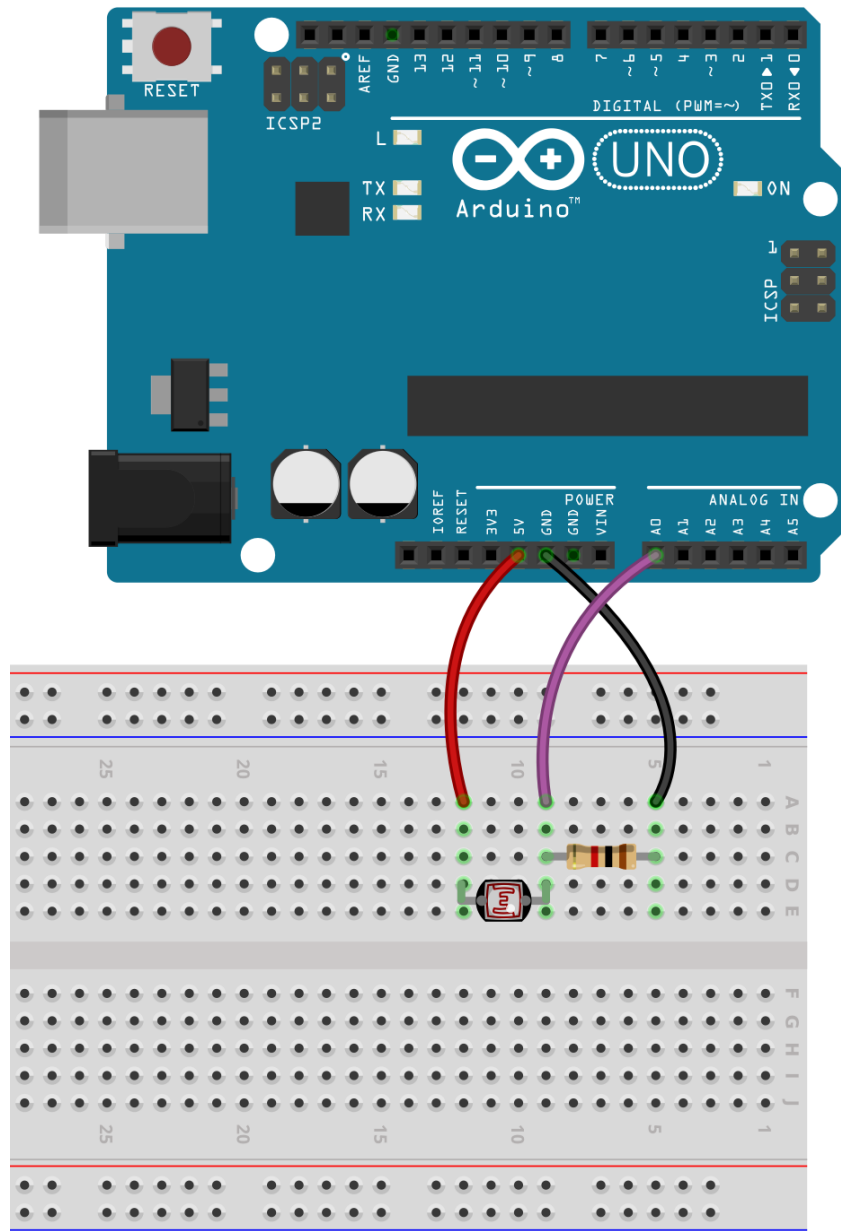 RESET
ICSP2
AREF
GND
13
12
~11
~10
~9
8
7
~6
~5
4
~3
2
TX0▶1
RX0◀0
DIGITAL (PWM=~)
L
TX
RX
Arduino™
UNO
ON
1
ICSP
POWER
ANALOG IN
IOREF
RESET
3V3
5V
GND
GND
VIN
A0
A1
A2
A3
A4
A5
25 20 15 10 5 1
A
B
C
D
E
F
G
H
I
J
25 20 15 10 5 1